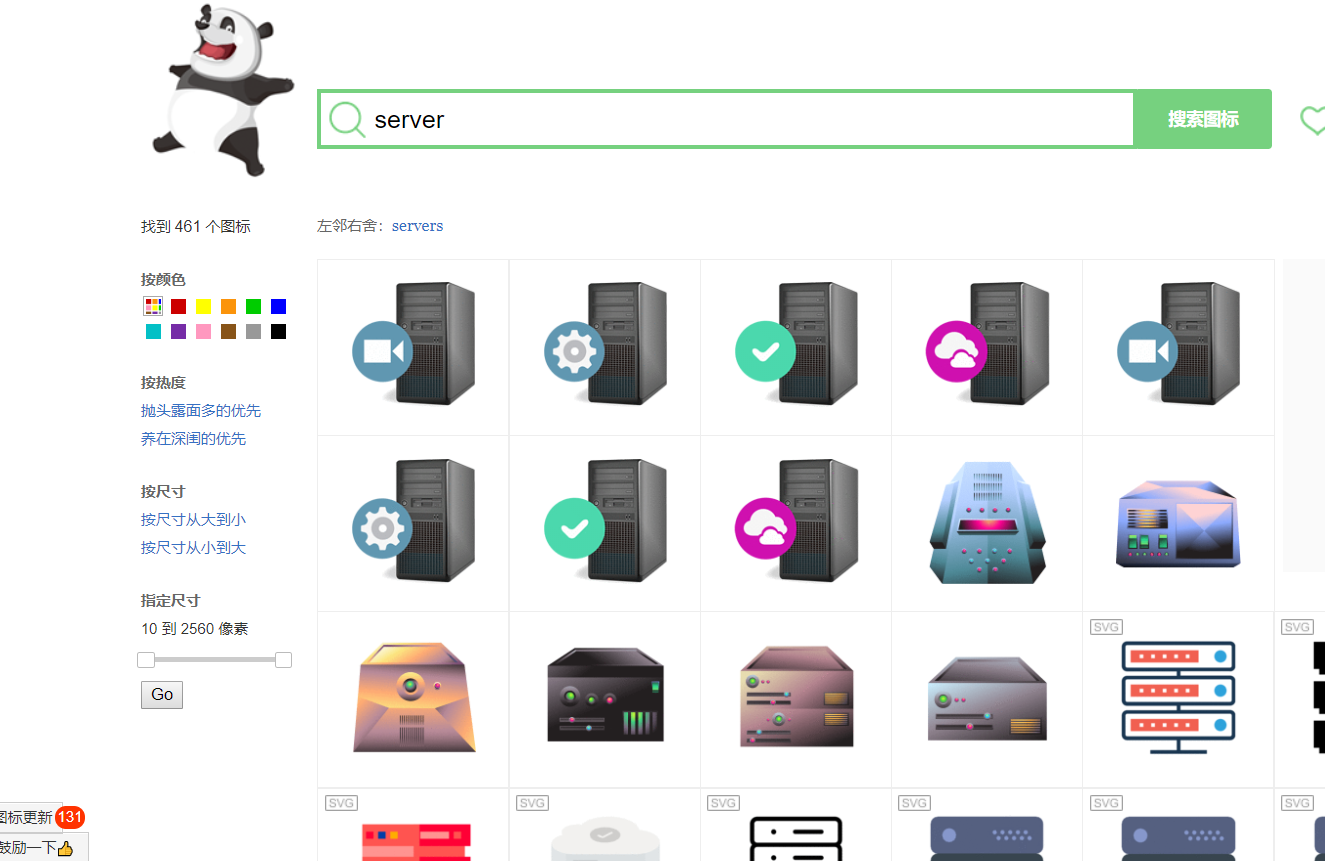 server
搜索图标
找到 461 个图标
左邻右舍：servers
按颜色
按热度
抛头露面多的优先
养在深闺的优先
按尺寸
按尺寸从大到小
按尺寸从小到大
指定尺寸
10 到 2560 像素
Go
SVG
SVG
SVG
SVG
SVG
SVG
SVG
SVG
图标更新 131
鼓励一下